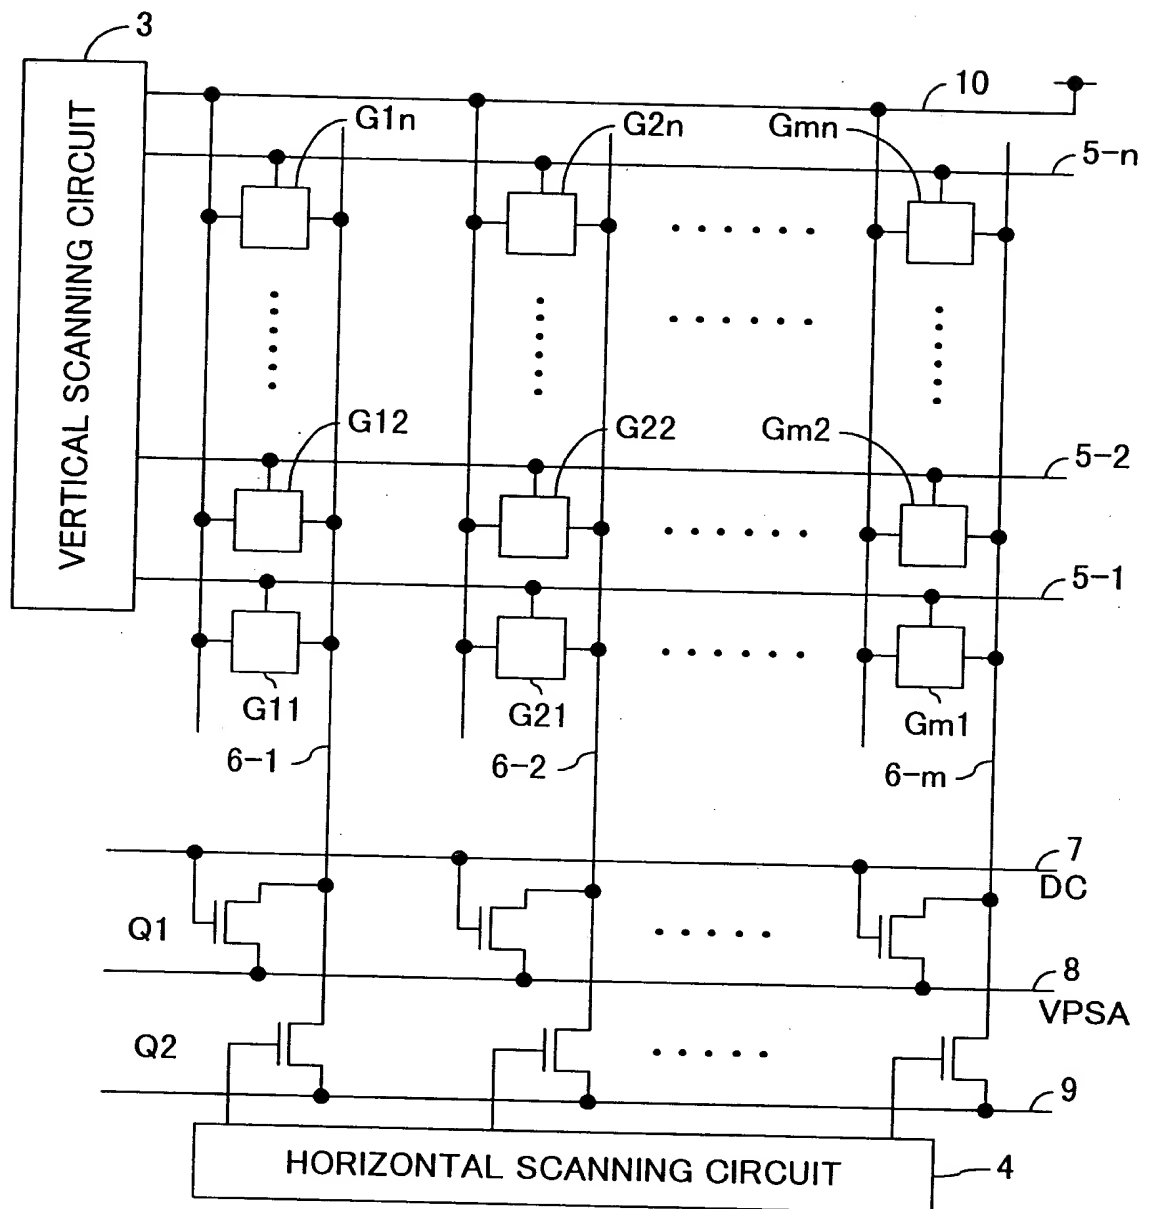 3
VERTICAL SCANNING CIRCUIT
10
G1n
G2n
Gmn
5-n
G12
G22
Gm2
5-2
5-1
G11
G21
Gm1
6-1
6-2
6-m
7
DC
Q1
8
VPSA
Q2
9
HORIZONTAL SCANNING CIRCUIT
4